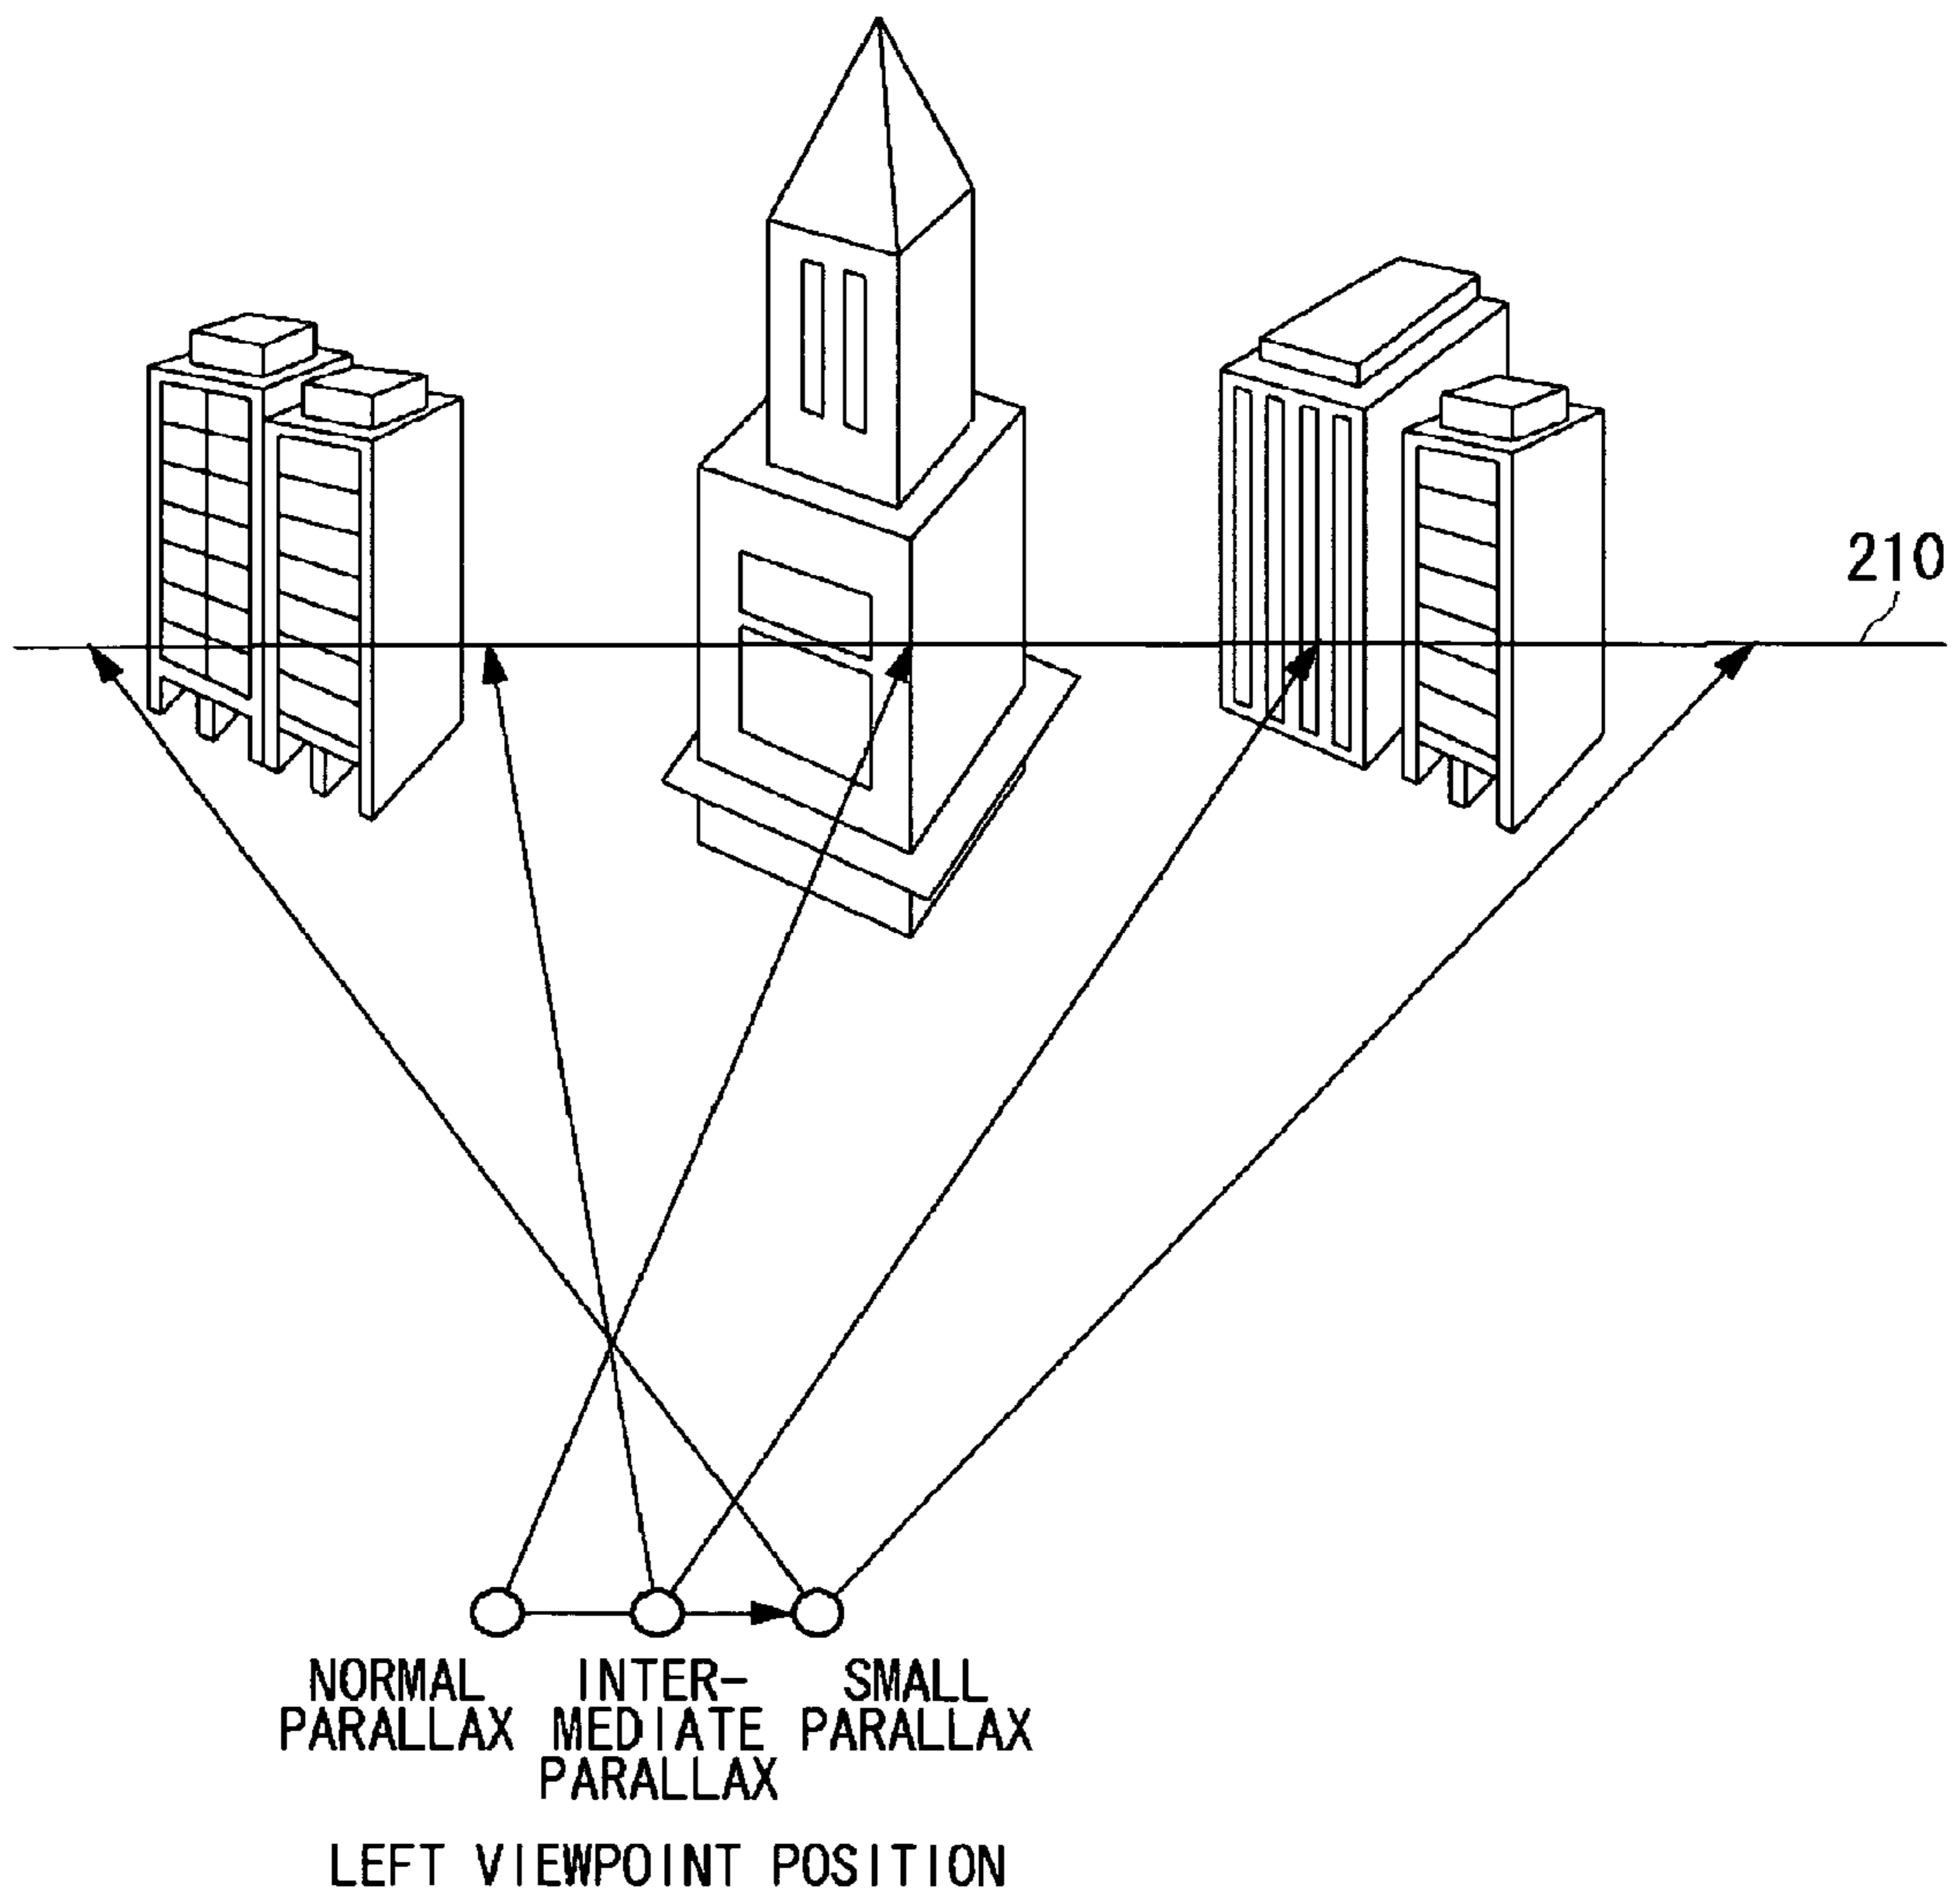 210
NORMAL INTER- SMALL
PARALLAX MEDIATE PARALLAX
PARALLAX
LEFT VIEWPOINT POSITION